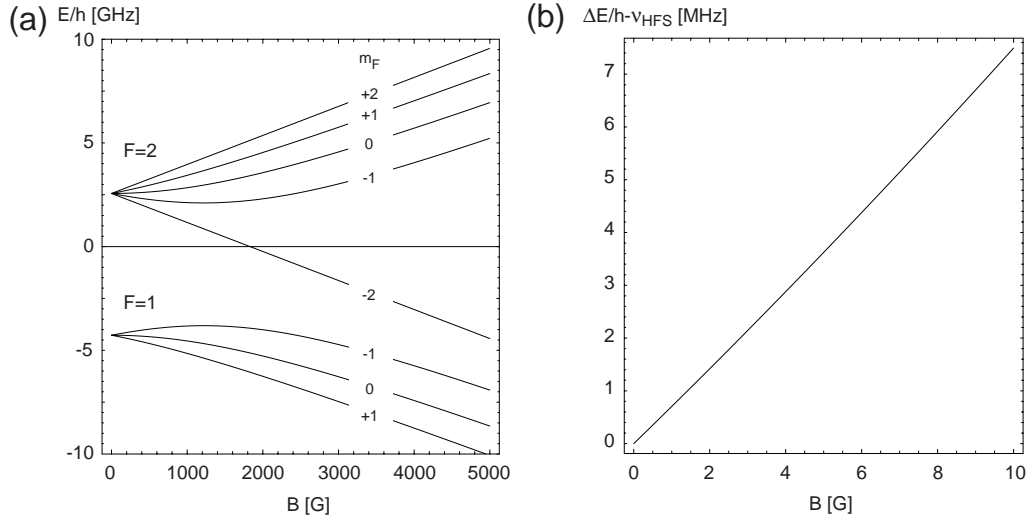 (a) E/h [GHz]
10
5
0
-5
-10
m_F
+2
+1
0
-1
F=2
-2
F=1
-1
0
+1
0 1000 2000 3000 4000 5000
B [G]
(b) ΔE/h-ν_HFS [MHz]
7
6
5
4
3
2
1
0
0 2 4 6 8 10
B [G]